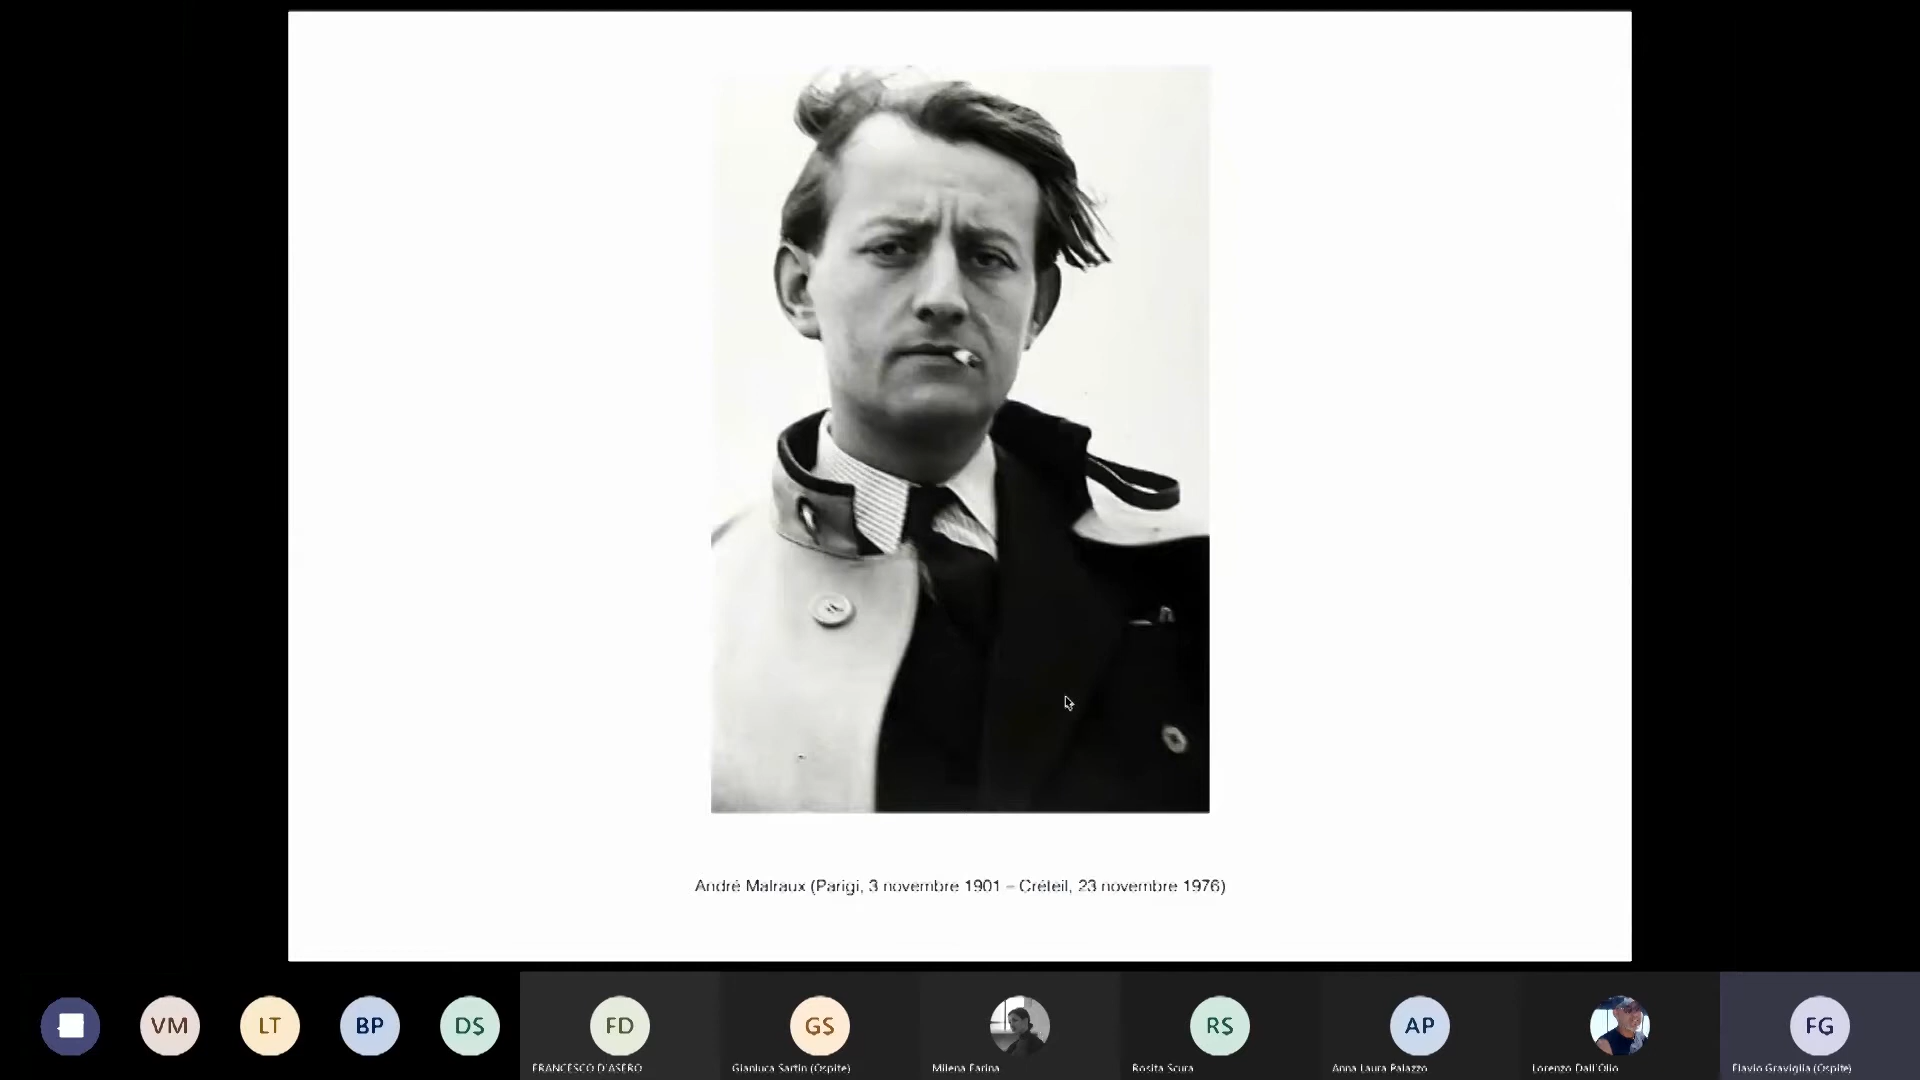 André Malraux (Parigi, 3 novembre 1901 – Créteil, 23 novembre 1976)
VM
LT
BP
DS
FD
GS
RS
AP
FG
FRANCESCO D'ASERO
Gianluca Sartin (Ospite)
Milena Farina
Rosita Scura
Anna Laura Palazzo
Lorenzo Dall'Olio
Flavio Graviglia (Ospite)